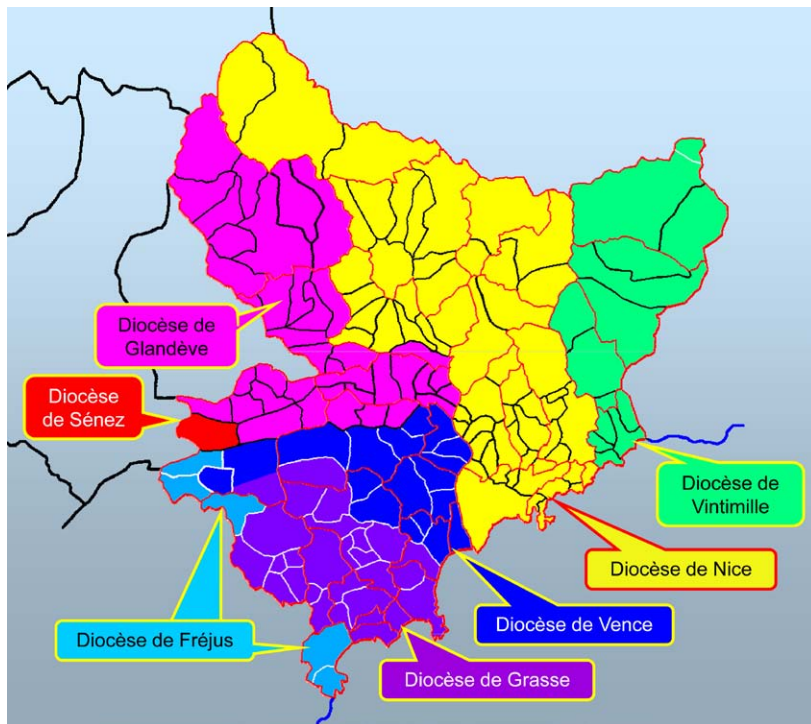 Diocèse de
Glandève
Diocèse
de Sénez
Diocèse de
Vintimille
Diocèse de Nice
Diocèse de Vence
Diocèse de Fréjus
Diocèse de Grasse